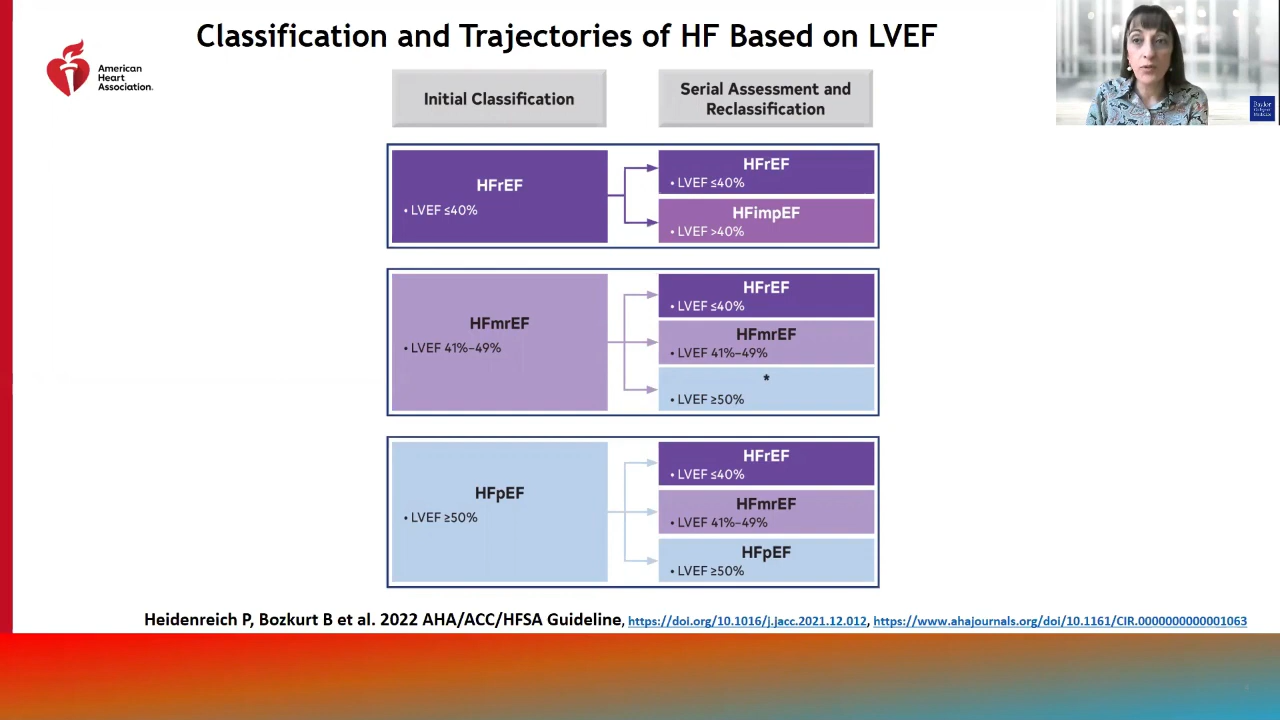 Classification and Trajectories of HF Based on LVEF
American
Heart
Association.
Initial Classification
Serial Assessment and
Reclassification
HFrEF
• LVEF ≤40%
HFrEF
• LVEF ≤40%
HFimpEF
• LVEF >40%
HFmrEF
• LVEF 41%–49%
HFrEF
• LVEF ≤40%
HFmrEF
• LVEF 41%–49%
*
• LVEF ≥50%
HFpEF
• LVEF ≥50%
HFrEF
• LVEF ≤40%
HFmrEF
• LVEF 41%–49%
HFpEF
• LVEF ≥50%
Heidenreich P, Bozkurt B et al. 2022 AHA/ACC/HFSA Guideline, https://doi.org/10.1016/j.jacc.2021.12.012, https://www.ahajournals.org/doi/10.1161/CIR.0000000000001063
Baylor